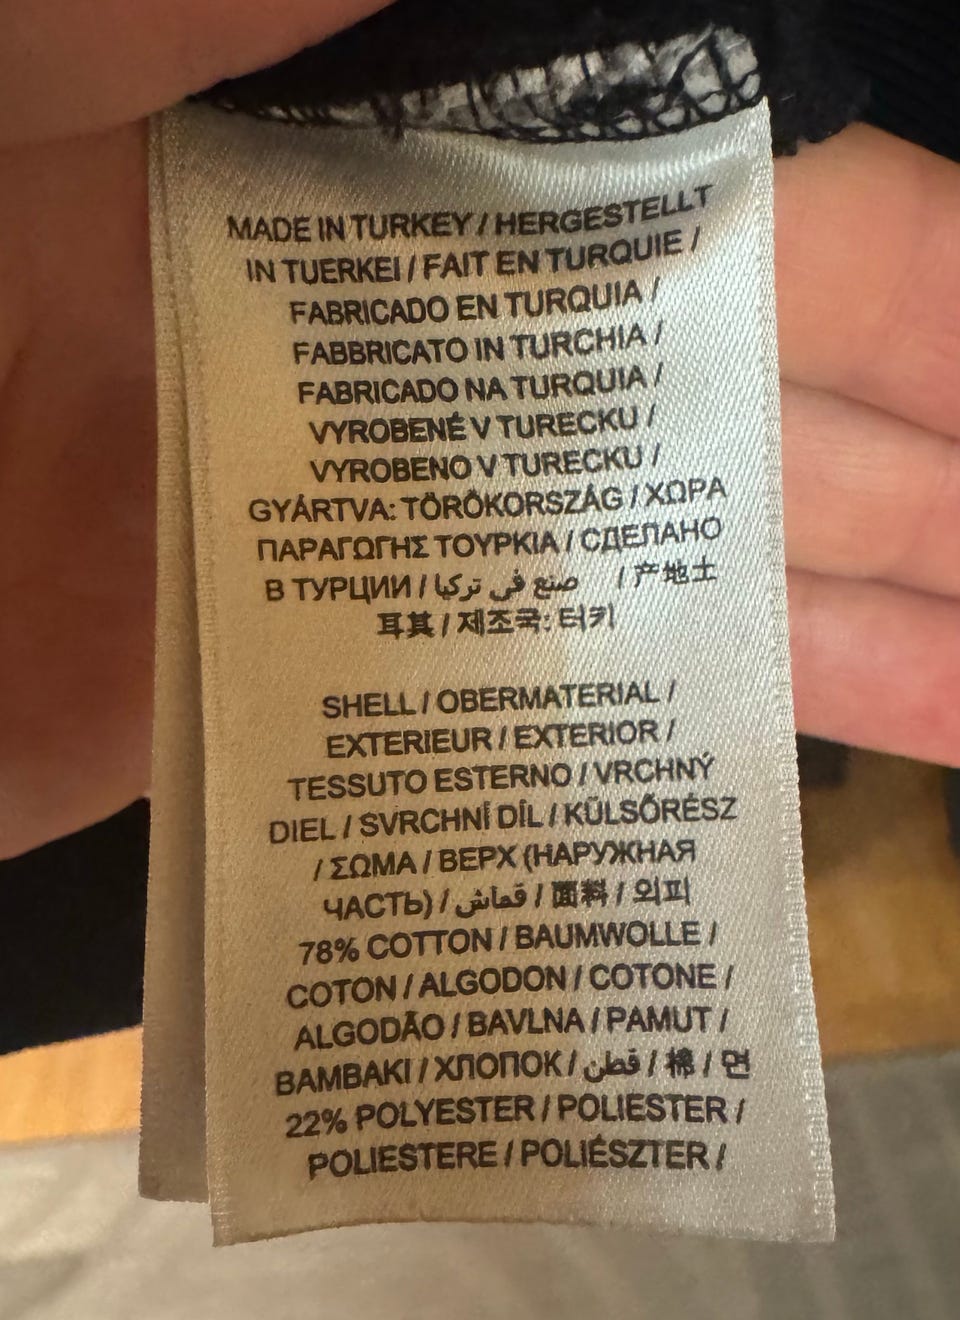 MADE IN TURKEY / HERGESTELLT
IN TUERKEI / FAIT EN TURQUIE /
FABRICADO EN TURQUIA /
FABBRICATO IN TURCHIA /
FABRICADO NA TURQUIA /
VYROBENÉ V TURECKU /
VYROBENO V TURECKU /
GYÁRTVA: TÖRÖKORSZÁG / ΧΩΡΑ
ΠΑΡΑΓΩΓΗΣ ΤΟΥΡΚΙΑ / СДЕЛАНО
В ТУРЦИИ / صنع في تركيا / 产地土
耳其 / 제조국: 터키
SHELL / OBERMATERIAL /
EXTERIEUR / EXTERIOR /
TESSUTO ESTERNO / VRCHNÝ
DIEL / SVRCHNÍ DÍL / KÜLSŐRÉSZ
/ ΣΩΜΑ / ВЕРХ (НАРУЖНАЯ
ЧАСТЬ) / قماش / 面料 / 외피
78% COTTON / BAUMWOLLE /
COTON / ALGODON / COTONE /
ALGODÃO / BAVLNA / PAMUT /
ΒΑΜΒΑΚΙ / ХЛОПОК / قطن / 棉 / 면
22% POLYESTER / POLIESTER /
POLIESTERE / POLIÉSZTER /